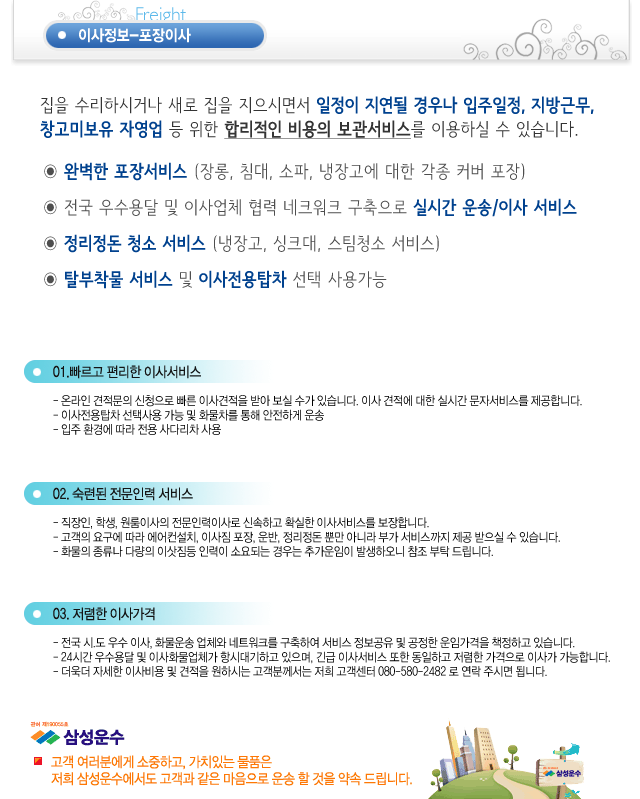 Freight
이사정보-포장이사
집을 수리하시거나 새로 집을 지으시면서 일정이 지연될 경우나 입주일정, 지방근무,
창고미보유 자영업 등 위한 합리적인 비용의 보관서비스를 이용하실 수 있습니다.
◉ 완벽한 포장서비스 (장롱, 침대, 소파, 냉장고에 대한 각종 커버 포장)
◉ 전국 우수용달 및 이사업체 협력 네크워크 구축으로 실시간 운송/이사 서비스
◉ 정리정돈 청소 서비스 (냉장고, 싱크대, 스팀청소 서비스)
◉ 탈부착물 서비스 및 이사전용탑차 선택 사용가능
01.빠르고 편리한 이사서비스
- 온라인 견적문의 신청으로 빠른 이사견적을 받아 보실 수가 있습니다. 이사 견적에 대한 실시간 문자서비스를 제공합니다.
- 이사전용탑차 선택사용 가능 및 화물차를 통해 안전하게 운송
- 입주 환경에 따라 전용 사다리차 사용
02. 숙련된 전문인력 서비스
- 직장인, 학생, 원룸이사의 전문인력이사로 신속하고 확실한 이사서비스를 보장합니다.
- 고객의 요구에 따라 에어컨설치, 이사짐 포장, 운반, 정리정돈 뿐만 아니라 부가 서비스까지 제공 받으실 수 있습니다.
- 화물의 종류나 다량의 이삿짐등 인력이 소요되는 경우는 추가운임이 발생하오니 참조 부탁 드립니다.
03. 저렴한 이사가격
- 전국 시.도 우수 이사, 화물운송 업체와 네트워크를 구축하여 서비스 정보공유 및 공정한 운임가격을 책정하고 있습니다.
- 24시간 우수용달 및 이사화물업체가 항시대기하고 있으며, 긴급 이사서비스 또한 동일하고 저렴한 가격으로 이사가 가능합니다.
- 더욱더 자세한 이사비용 및 견적을 원하시는 고객분께서는 저희 고객센터 080-580-2482 로 연락 주시면 됩니다.
삼성운수
고객 여러분에게 소중하고, 가치있는 물품은
저희 삼성운수에서도 고객과 같은 마음으로 운송 할 것을 약속 드립니다.
삼성운수